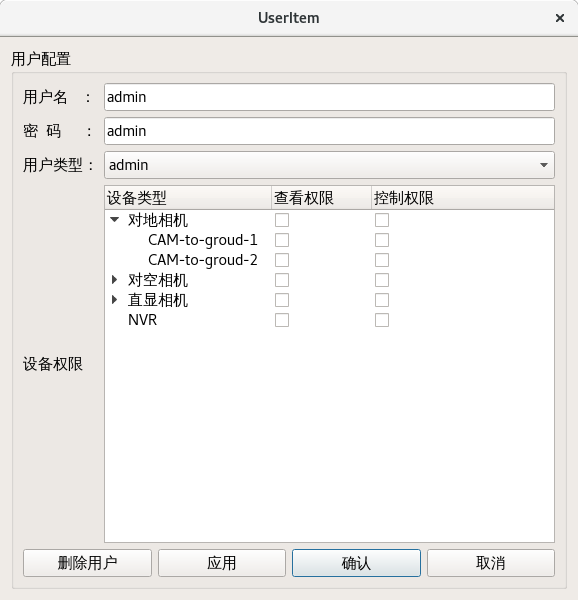 UserItem
用户配置
用户名 : admin
密 码 : admin
用户类型: admin
设备类型 查看权限 控制权限
对地相机
CAM-to-groud-1
CAM-to-groud-2
对空相机
直显相机
NVR
设备权限
删除用户 应用 确认 取消